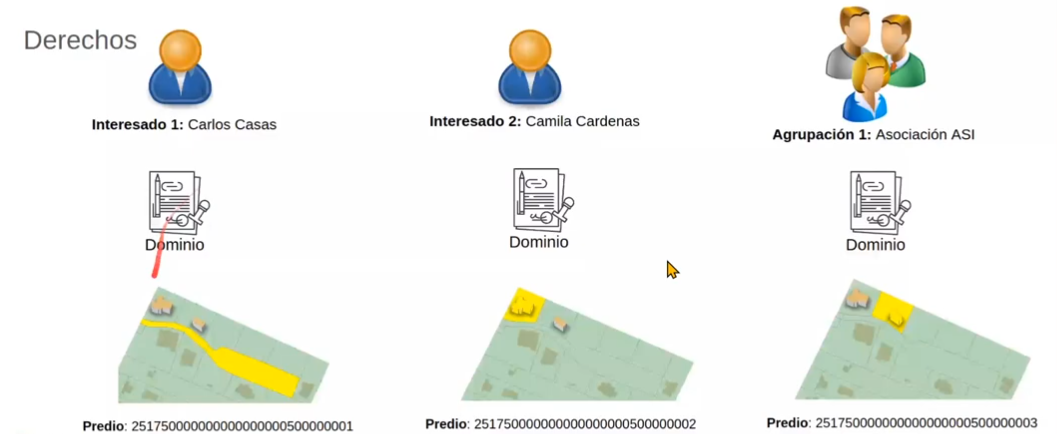 Derechos
Interesado 1: Carlos Casas
Interesado 2: Camila Cardenas
Agrupación 1: Asociación ASI
Dominio
Dominio
Dominio
Predio: 251750000000000000000500000001
Predio: 251750000000000000000500000002
Predio: 251750000000000000000500000003